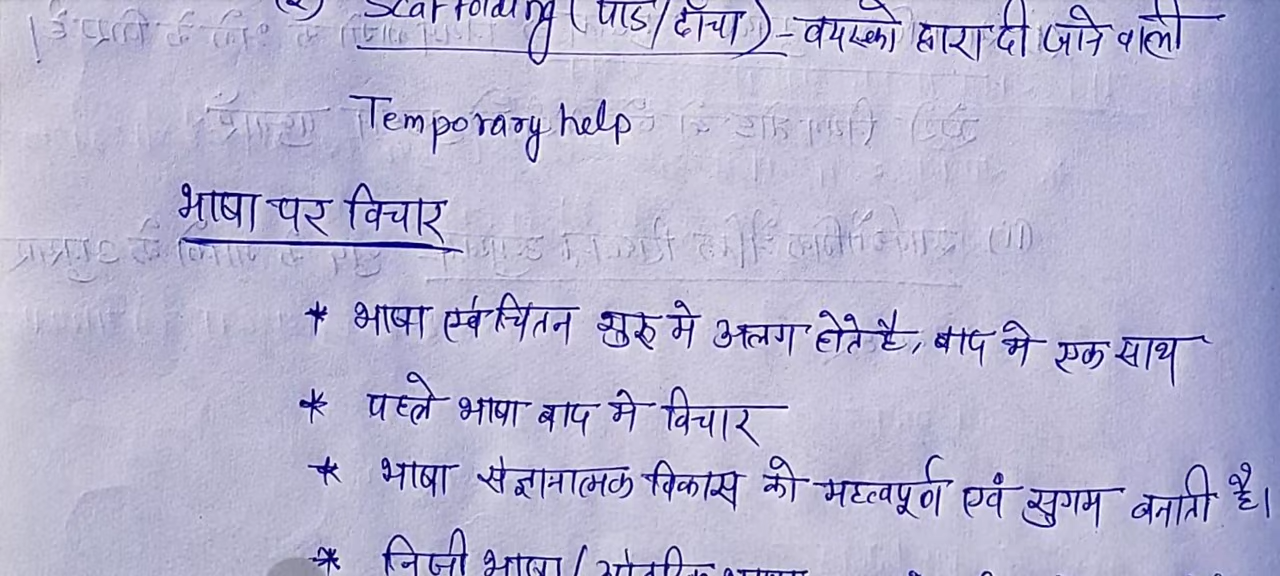 (2) Scaffolding (पाड/ढाँचा) - वयस्को द्वारा दी जाने वाली
Temporary help
भाषा पर विचार
* भाषा एवं चिंतन शुरू मे अलग होते है, बाद मे एक साथ
* पहले भाषा बाद मे विचार
* भाषा संज्ञानात्मक विकास को महत्वपूर्ण एवं सुगम बनाती है।
* निजी भाषा /